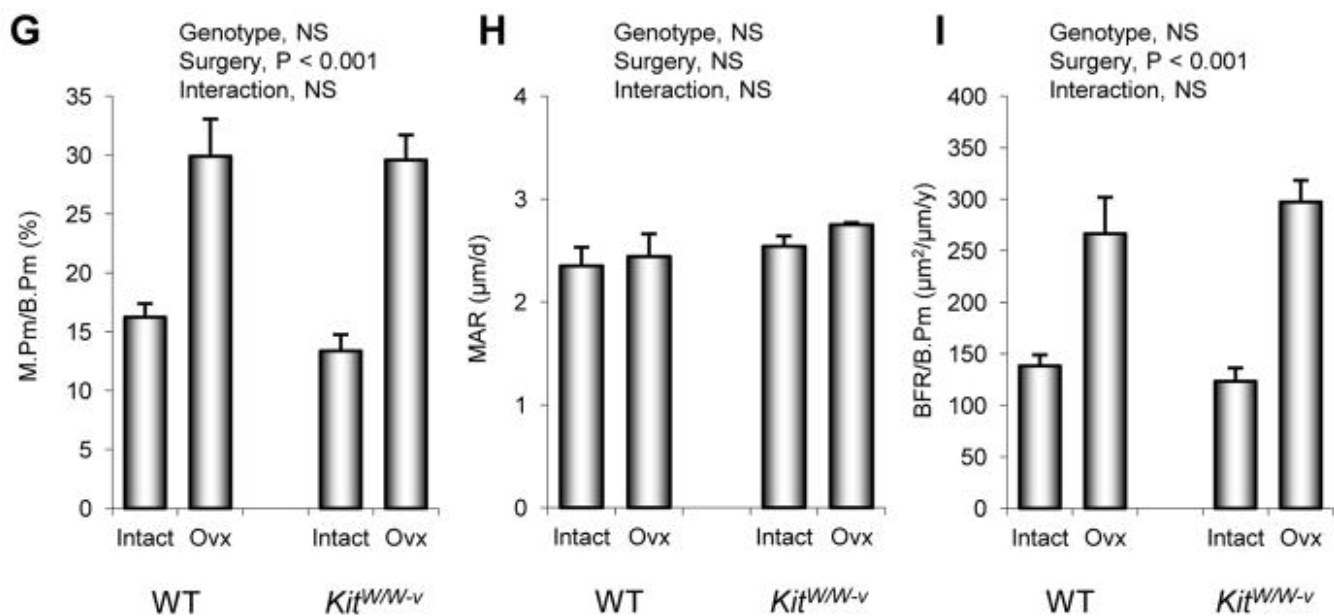 G
Genotype, NS
Surgery, P < 0.001
Interaction, NS
M.Pm/B.Pm (%)
35
30
25
20
15
10
5
0
Intact Ovx Intact Ovx
WT Kit^W/W-v
H
Genotype, NS
Surgery, NS
Interaction, NS
MAR (µm/d)
4
3
2
1
0
Intact Ovx Intact Ovx
WT Kit^W/W-v
I
Genotype, NS
Surgery, P < 0.001
Interaction, NS
BFR/B.Pm (µm²/µm/y)
400
350
300
250
200
150
100
50
0
Intact Ovx Intact Ovx
WT Kit^W/W-v